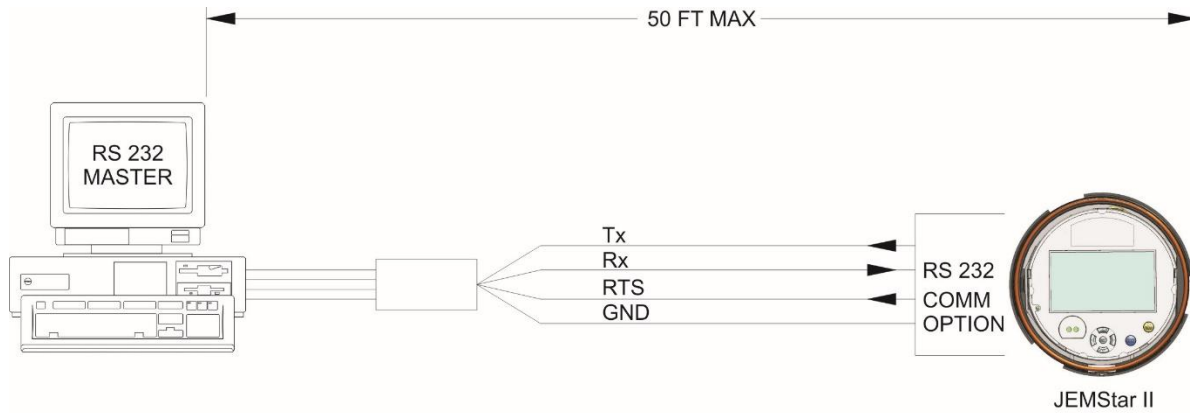 50 FT MAX
RS 232
MASTER
Tx
Rx
RTS
GND
RS 232
COMM
OPTION
JEMStar II